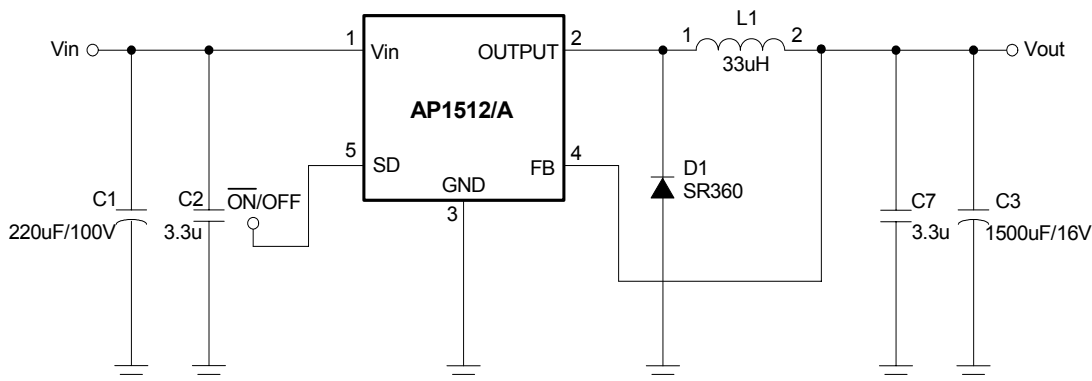 Vin
1
Vin
OUTPUT
2
1
L1
2
33uH
Vout
AP1512/A
5
SD
FB
4
GND
3
C1
220uF/100V
C2
3.3u
ON/OFF
D1
SR360
C7
3.3u
C3
1500uF/16V